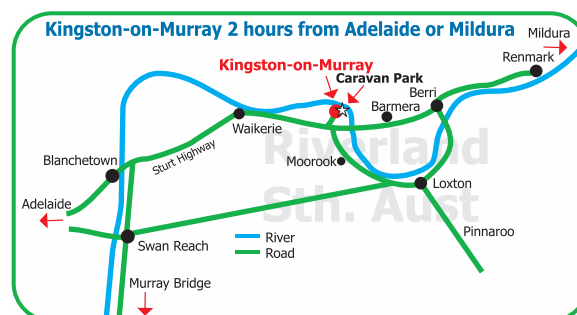 Kingston-on-Murray 2 hours from Adelaide or Mildura
Mildura
Renmark
Kingston-on-Murray
Caravan Park
Berri
Barmera
Waikerie
Riverland
Sturt Highway
Moorook
Blanchetown
Loxton
Sth. Aust
Adelaide
Pinnaroo
Swan Reach
River
Road
Murray Bridge